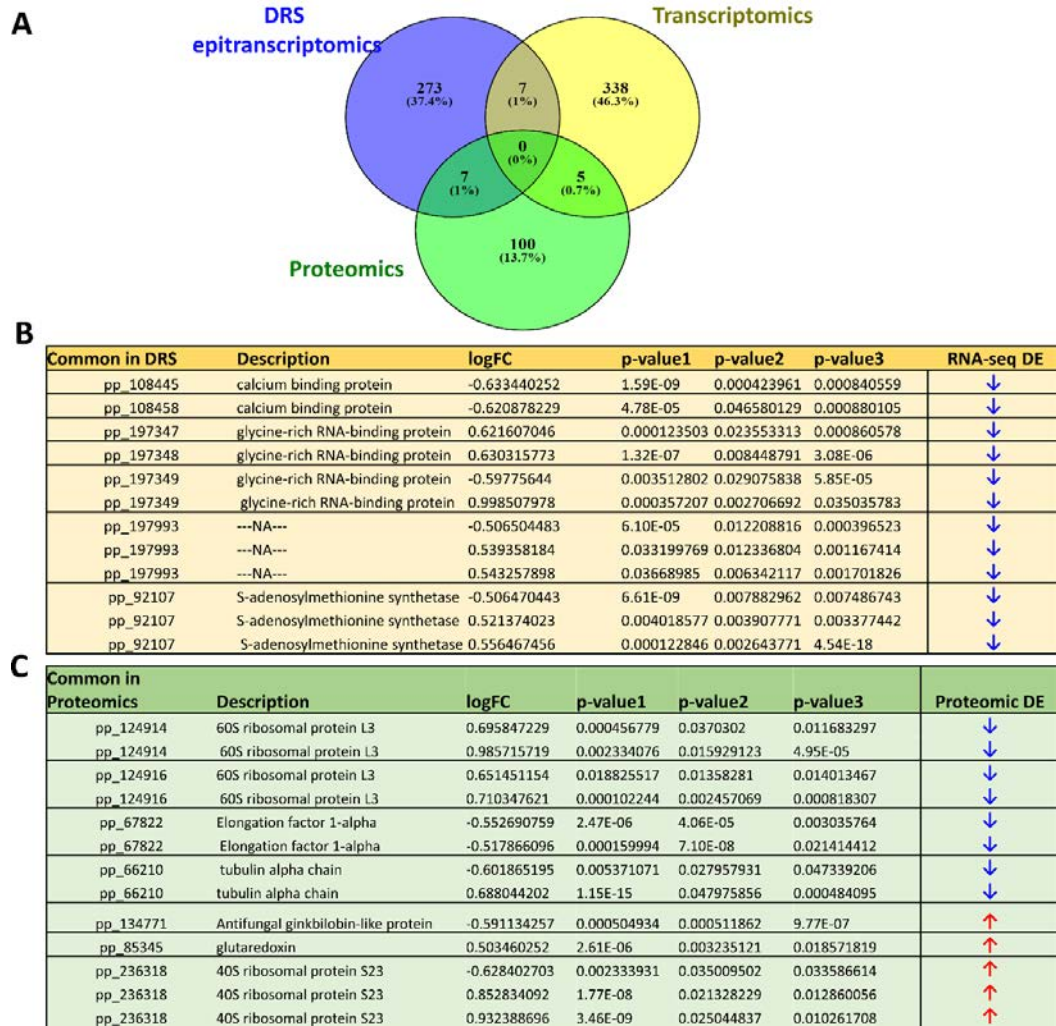 A
DRS
epitranscriptomics
Transcriptomics
273
(37.4%)
7
(1%)
338
(46.3%)
0
(0%)
7
(1%)
5
(0.7%)
100
(13.7%)
Proteomics
B
Common in DRS Description logFC p-value1 p-value2 p-value3 RNA-seq DE
pp_108445 calcium binding protein -0.633440252 1.59E-09 0.000423961 0.000840559 ↓
pp_108458 calcium binding protein -0.620878229 4.78E-05 0.046580129 0.000880105 ↓
pp_197347 glycine-rich RNA-binding protein 0.621607046 0.000123503 0.023553313 0.000860578 ↓
pp_197348 glycine-rich RNA-binding protein 0.630315773 1.32E-07 0.008448791 3.08E-06 ↓
pp_197349 glycine-rich RNA-binding protein -0.59775644 0.003512802 0.029075838 5.85E-05 ↓
pp_197349 glycine-rich RNA-binding protein 0.998507978 0.000357207 0.002706692 0.035035783 ↓
pp_197993 ---NA--- -0.506504483 6.10E-05 0.012208816 0.000396523 ↓
pp_197993 ---NA--- 0.539358184 0.033199769 0.012336804 0.001167414 ↓
pp_197993 ---NA--- 0.543257898 0.03668985 0.006342117 0.001701826 ↓
pp_92107 S-adenosylmethionine synthetase -0.506470443 6.61E-09 0.007882962 0.007486743 ↓
pp_92107 S-adenosylmethionine synthetase 0.521374023 0.004018577 0.003907771 0.003377442 ↓
pp_92107 S-adenosylmethionine synthetase 0.556467456 0.000122846 0.002643771 4.54E-18 ↓
C
Common in
Proteomics Description logFC p-value1 p-value2 p-value3 Proteomic DE
pp_124914 60S ribosomal protein L3 0.695847229 0.000456779 0.0370302 0.011683297 ↓
pp_124914 60S ribosomal protein L3 0.985715719 0.002334076 0.015929123 4.95E-05 ↓
pp_124916 60S ribosomal protein L3 0.651451154 0.018825517 0.01358281 0.014013467 ↓
pp_124916 60S ribosomal protein L3 0.710347621 0.000102244 0.002457069 0.000818307 ↓
pp_67822 Elongation factor 1-alpha -0.552690759 2.47E-06 4.06E-05 0.003035764 ↓
pp_67822 Elongation factor 1-alpha -0.517866096 0.000159994 7.10E-08 0.021414412 ↓
pp_66210 tubulin alpha chain -0.601865195 0.005371071 0.027957931 0.047339206 ↓
pp_66210 tubulin alpha chain 0.688044202 1.15E-15 0.047975856 0.000484095 ↓
pp_134771 Antifungal ginkbilobin-like protein -0.591134257 0.000504934 0.000511862 9.77E-07 ↑
pp_85345 glutaredoxin 0.503460252 2.61E-06 0.003235121 0.018571819 ↑
pp_236318 40S ribosomal protein S23 -0.628402703 0.002333931 0.035009502 0.033586614 ↑
pp_236318 40S ribosomal protein S23 0.852834092 1.77E-08 0.021328229 0.012860056 ↑
pp_236318 40S ribosomal protein S23 0.932388696 3.46E-09 0.025044837 0.010261708 ↑